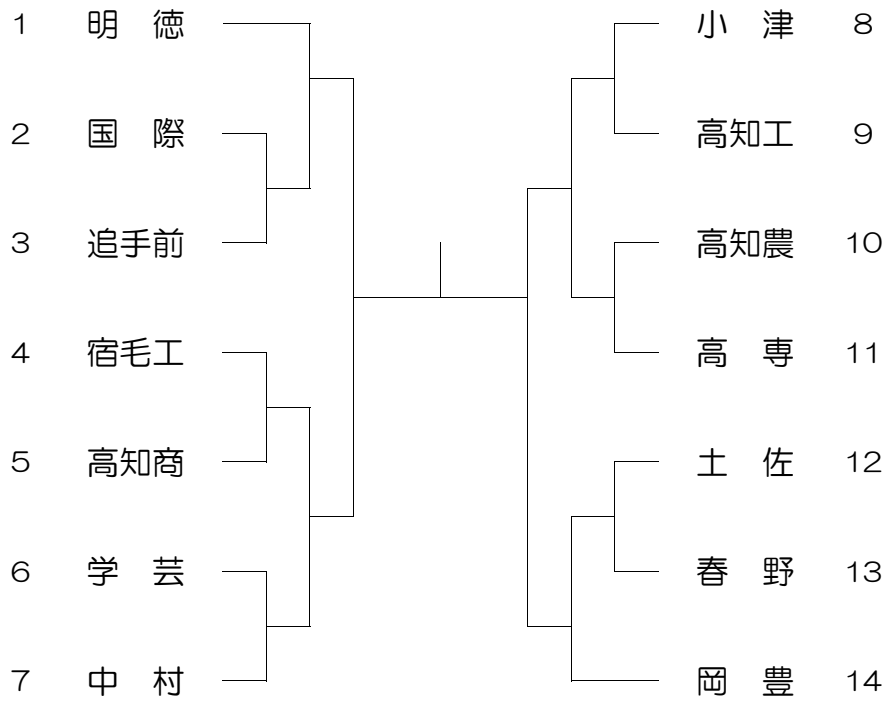 1 明 徳
2 国 際
3 追手前
4 宿毛工
5 高知商
6 学 芸
7 中 村
小 津 8
高知工 9
高知農 10
高 専 11
土 佐 12
春 野 13
岡 豊 14